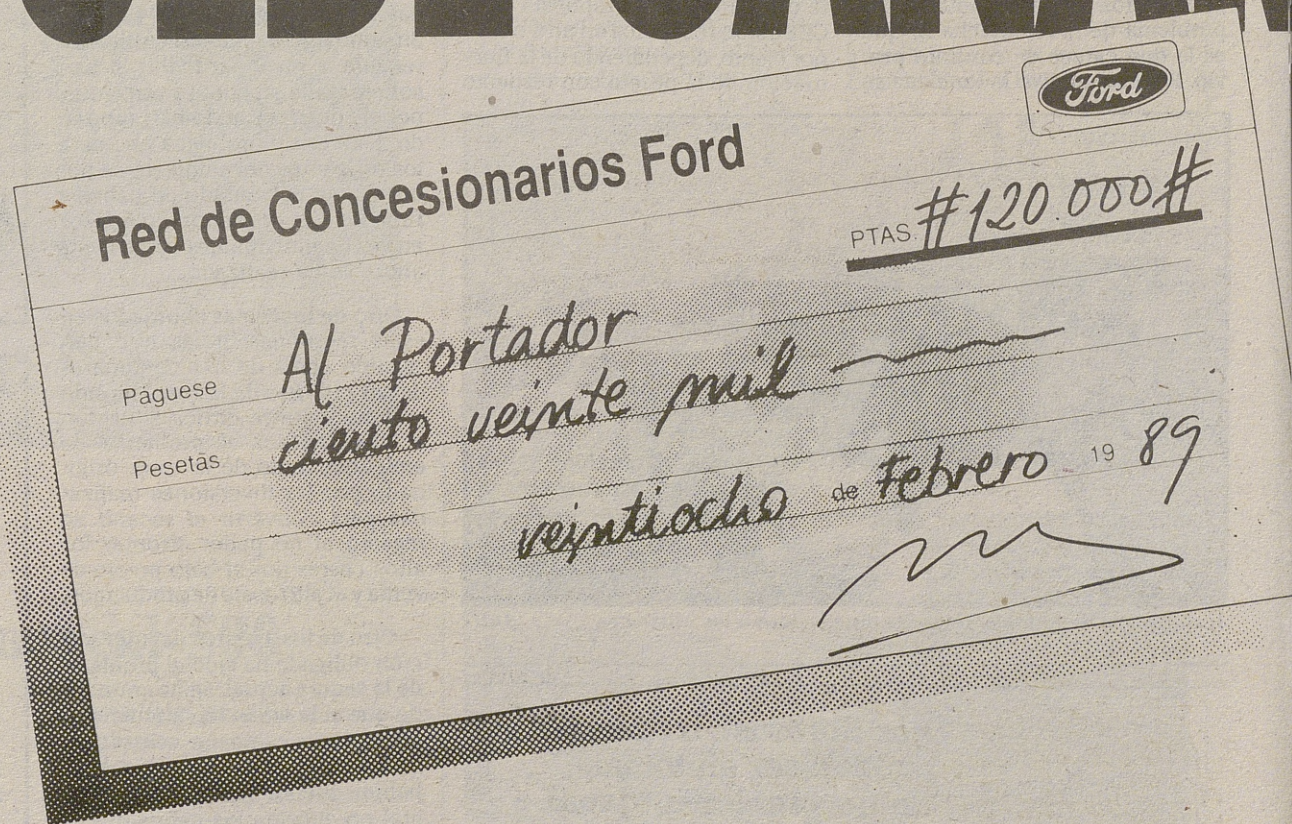 Ford
Red de Concesionarios Ford
PTAS. #120.000#
Páguese Al Portador
Pesetas ciento veinte mil
veintiocho de Febrero 19 89